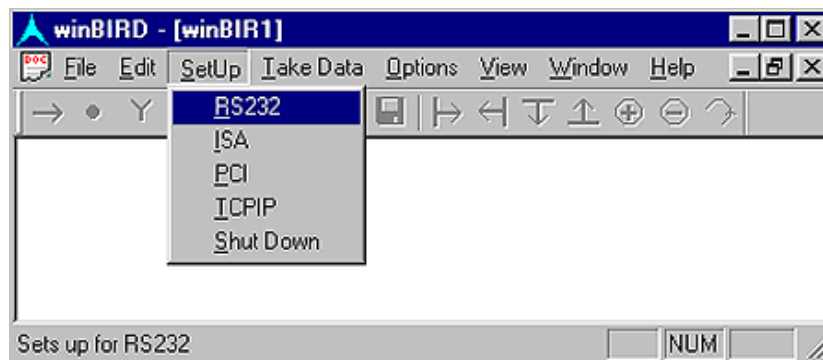 winBIRD - [winBIR1]
DOC File Edit SetUp Take Data Options View Window Help
RS232
ISA
PCI
TCPIP
Shut Down
Sets up for RS232 NUM